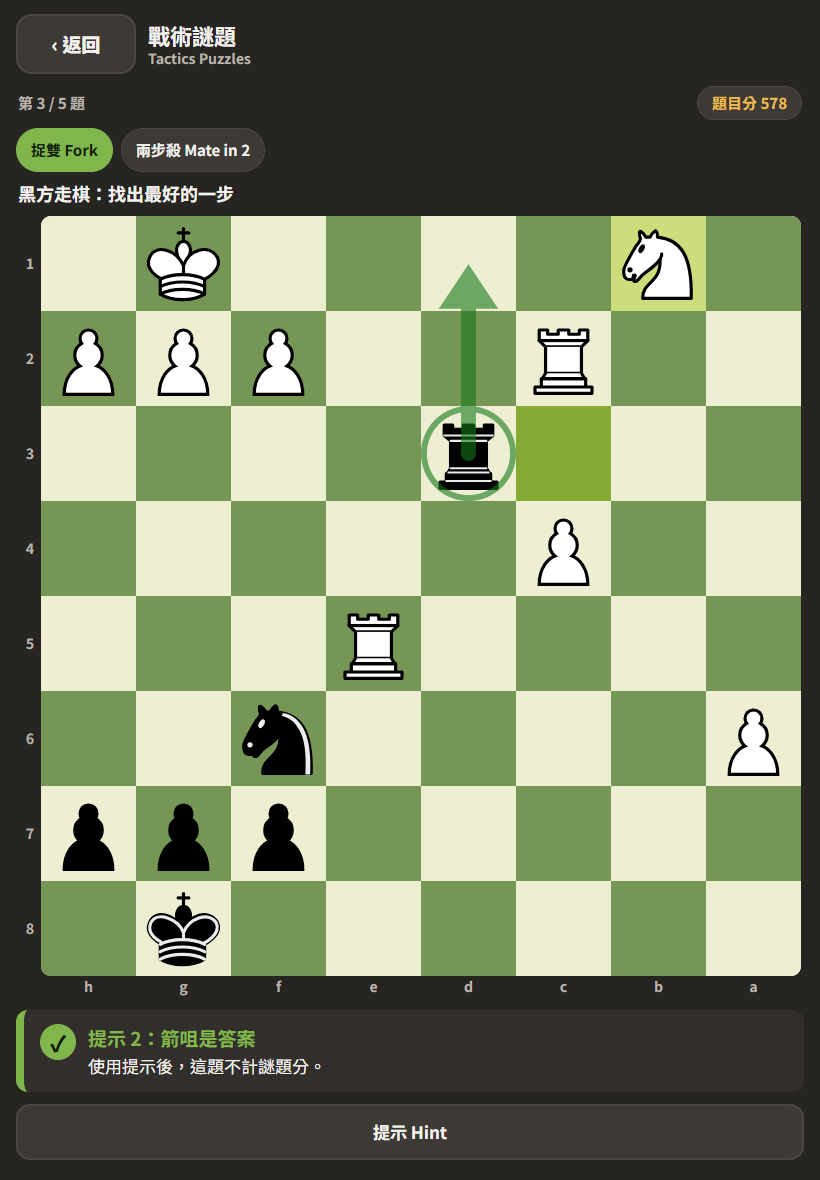 ‹ 返回
戰術謎題
Tactics Puzzles
第 3 / 5 題
題目分 578
捉雙 Fork
兩步殺 Mate in 2
黑方走棋：找出最好的一步
1
2
3
4
5
6
7
8
h g f e d c b a
✓
提示 2：箭咀是答案
使用提示後，這題不計謎題分。
提示 Hint